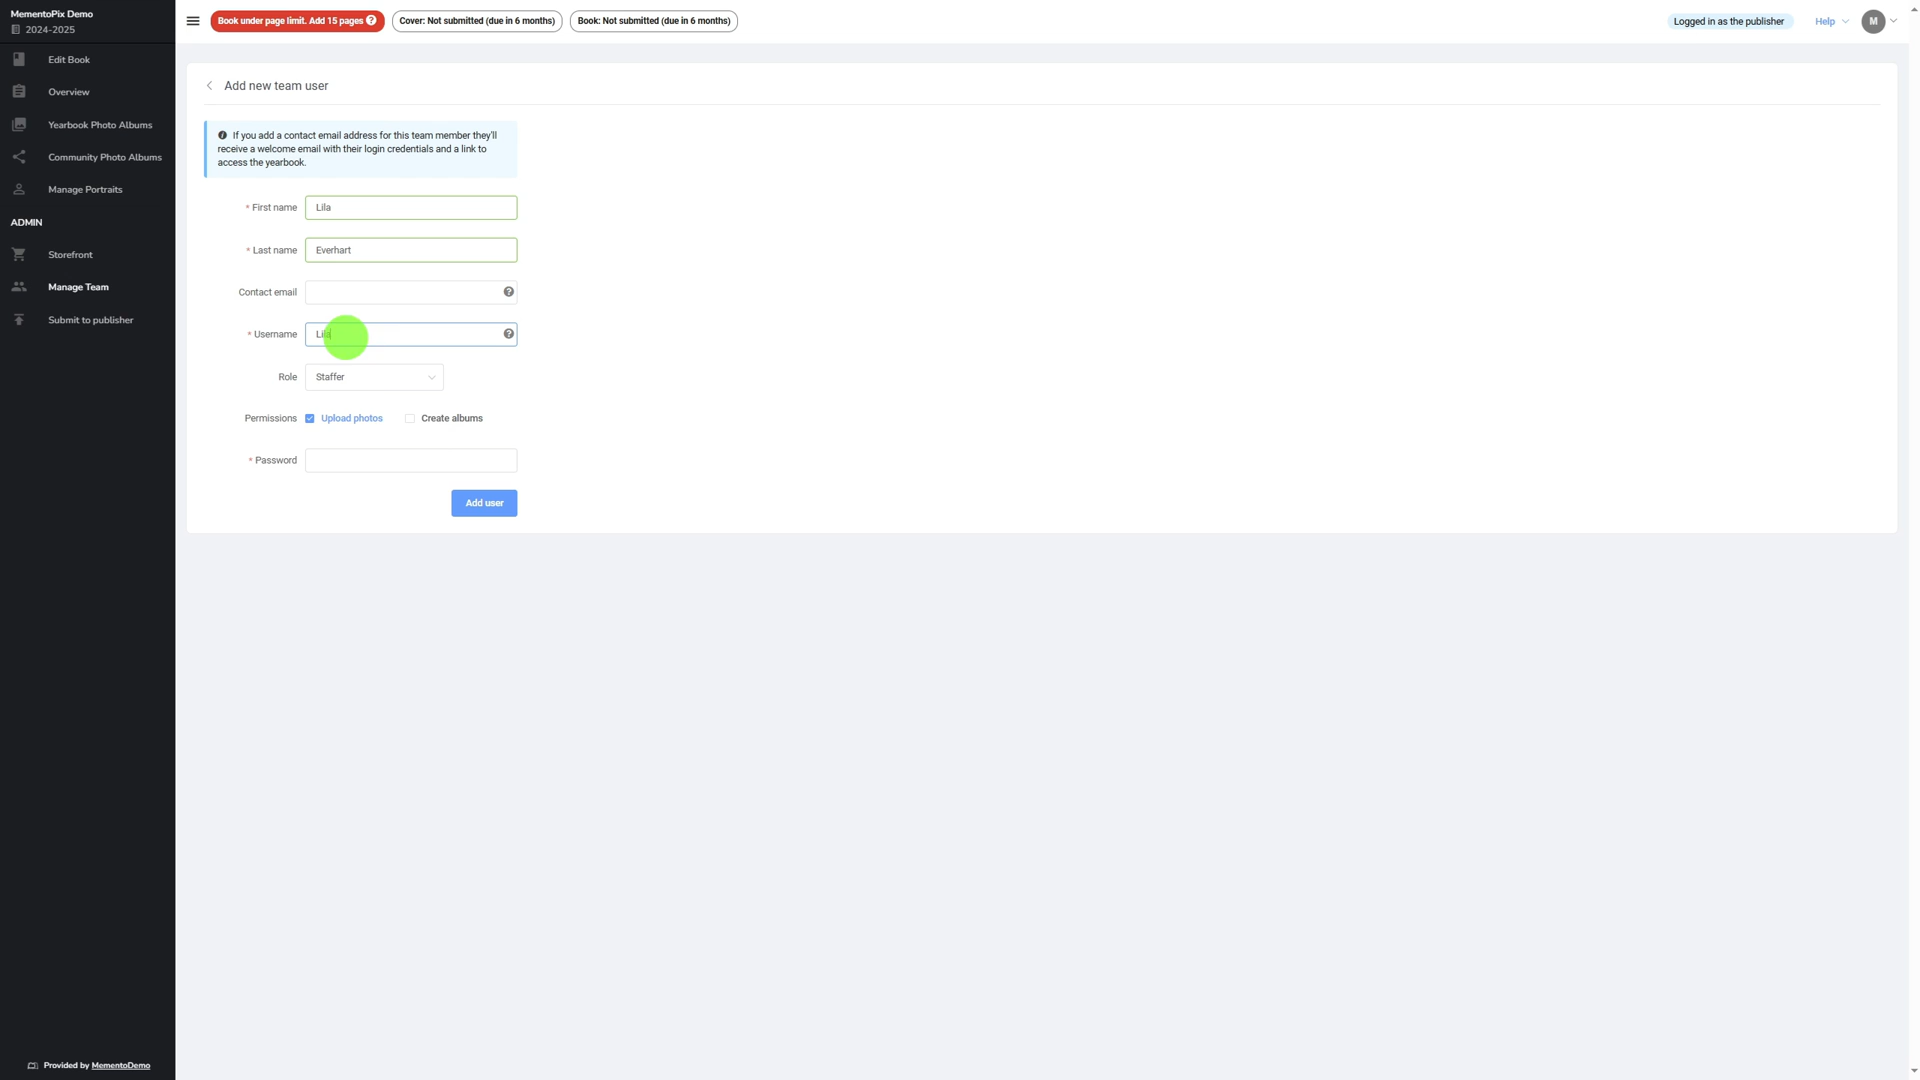 MementoPix Demo
2024-2025
Edit Book
Overview
Yearbook Photo Albums
Community Photo Albums
Manage Portraits
ADMIN
Storefront
Manage Team
Submit to publisher
Provided by MementoDemo
Book under page limit. Add 15 pages ?
Cover: Not submitted (due in 6 months)
Book: Not submitted (due in 6 months)
Logged in as the publisher
Help
M
Add new team user
If you add a contact email address for this team member they'll
receive a welcome email with their login credentials and a link to
access the yearbook.
* First name Lila
* Last name Everhart
Contact email ?
* Username Lila ?
Role Staffer
Permissions Upload photos Create albums
* Password
Add user